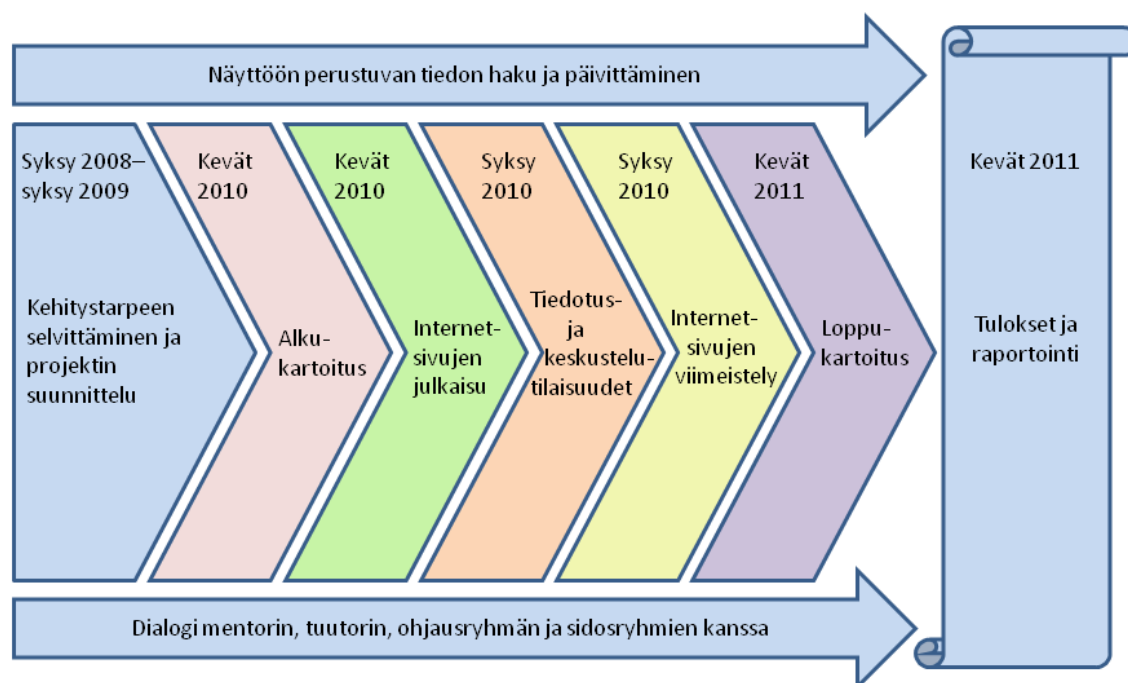 Näyttöön perustuvan tiedon haku ja päivittäminen
Syksy 2008–
syksy 2009
Kehitystarpeen
selvittäminen ja
projektin
suunnittelu
Kevät
2010
Alku-
kartoitus
Kevät
2010
Internet-
sivujen
julkaisu
Syksy
2010
Tiedotus-
ja
keskustelu-
tilaisuudet
Syksy
2010
Internet-
sivujen
viimeistely
Kevät
2011
Loppu-
kartoitus
Kevät 2011
Tulokset ja
raportointi
Dialogi mentorin, tuutorin, ohjausryhmän ja sidosryhmien kanssa